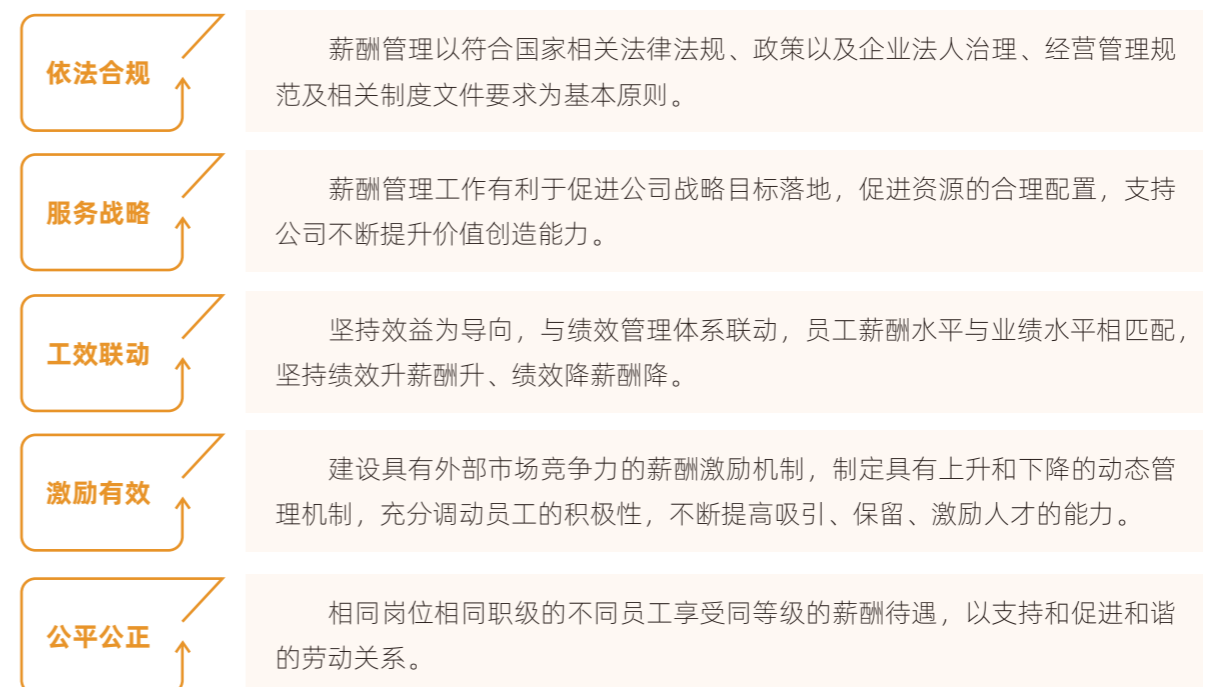 依法合规
薪酬管理以符合国家相关法律法规、政策以及企业法人治理、经营管理规
范及相关制度文件要求为基本原则。
服务战略
薪酬管理工作有利于促进公司战略目标落地，促进资源的合理配置，支持
公司不断提升价值创造能力。
工效联动
坚持效益为导向，与绩效管理体系联动，员工薪酬水平与业绩水平相匹配，
坚持绩效升薪酬升、绩效降薪酬降。
激励有效
建设具有外部市场竞争力的薪酬激励机制，制定具有上升和下降的动态管
理机制，充分调动员工的积极性，不断提高吸引、保留、激励人才的能力。
公平公正
相同岗位相同职级的不同员工享受同等级的薪酬待遇，以支持和促进和谐
的劳动关系。